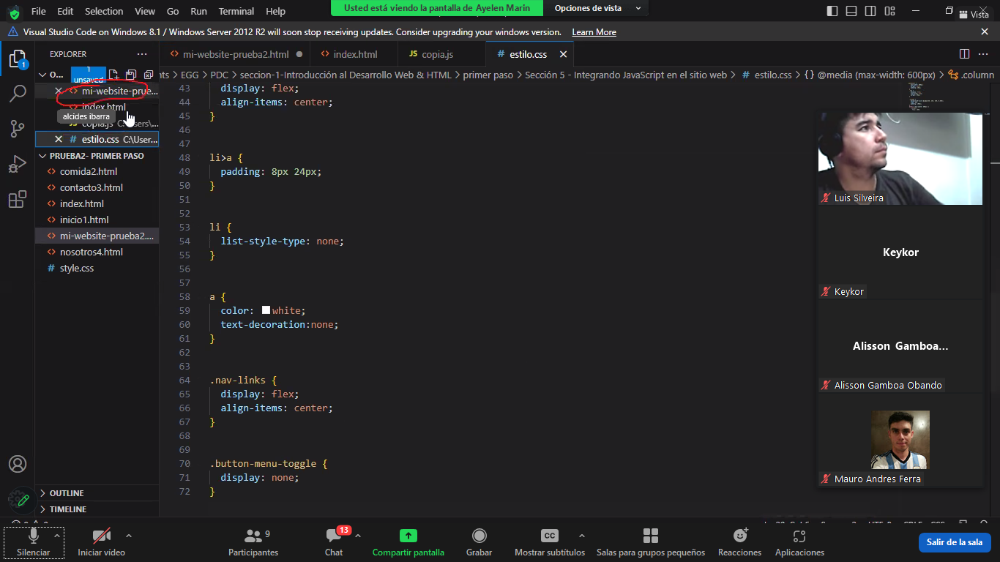 File Edit Selection View Go Run Terminal Help
Usted está viendo la pantalla de Ayelen Marin
Opciones de vista
Vista
Visual Studio Code on Windows 8.1 / Windows Server 2012 R2 will soon stop receiving updates. Consider upgrading your windows version. Learn More
EXPLORER
mi-website-prueba2.html
index.html
JS copia.js
# estilo.css
O...
1
unsaved
nts > EGG > PDC > seccion-1-Introducción al Desarrollo Web & HTML > primer paso > Sección 5 - Integrando JavaScript en el sitio web > # estilo.css > {} @media (max-width: 600px) > .column
mi-website-prue...
index.html
alcides ibarra
copia.js C:\Users\...
# estilo.css C:\User...
PRUEBA2- PRIMER PASO
comida2.html
contacto3.html
index.html
inicio1.html
mi-website-prueba2....
nosotros4.html
# style.css
OUTLINE
TIMELINE
1
43 display: flex;
44 align-items: center;
45 }
46
47
48 li>a {
49 padding: 8px 24px;
50 }
51
52
53 li {
54 list-style-type: none;
55 }
56
57
58 a {
59 color: white;
60 text-decoration:none;
61 }
62
63
64 .nav-links {
65 display: flex;
66 align-items: center;
67 }
68
69
70 .button-menu-toggle {
71 display: none;
72 }
Luis Silveira
Keykor
Keykor
Alisson Gamboa...
Alisson Gamboa Obando
Mauro Andres Ferra
Silenciar
Iniciar vídeo
9
Participantes
13
Chat
Compartir pantalla
Grabar
CC
Mostrar subtítulos
Salas para grupos pequeños
Reacciones
Aplicaciones
Salir de la sala